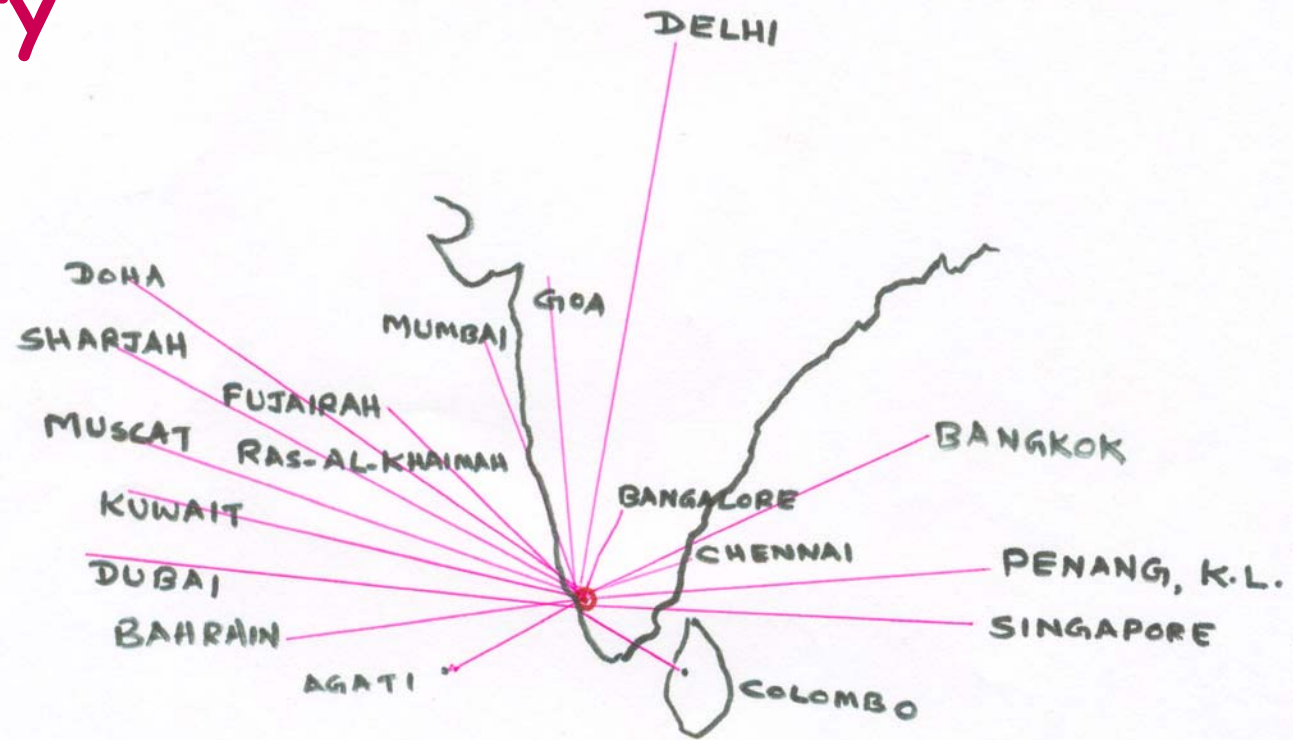 y
DELHI
DOHA
GOA
MUMBAI
SHARJAH
FUJAIRAH
MUSCAT
RAS-AL-KHAIMAH
BANGKOK
BANGALORE
KUWAIT
CHENNAI
PENANG, K.L.
DUBAI
SINGAPORE
BAHRAIN
AGATI
COLOMBO